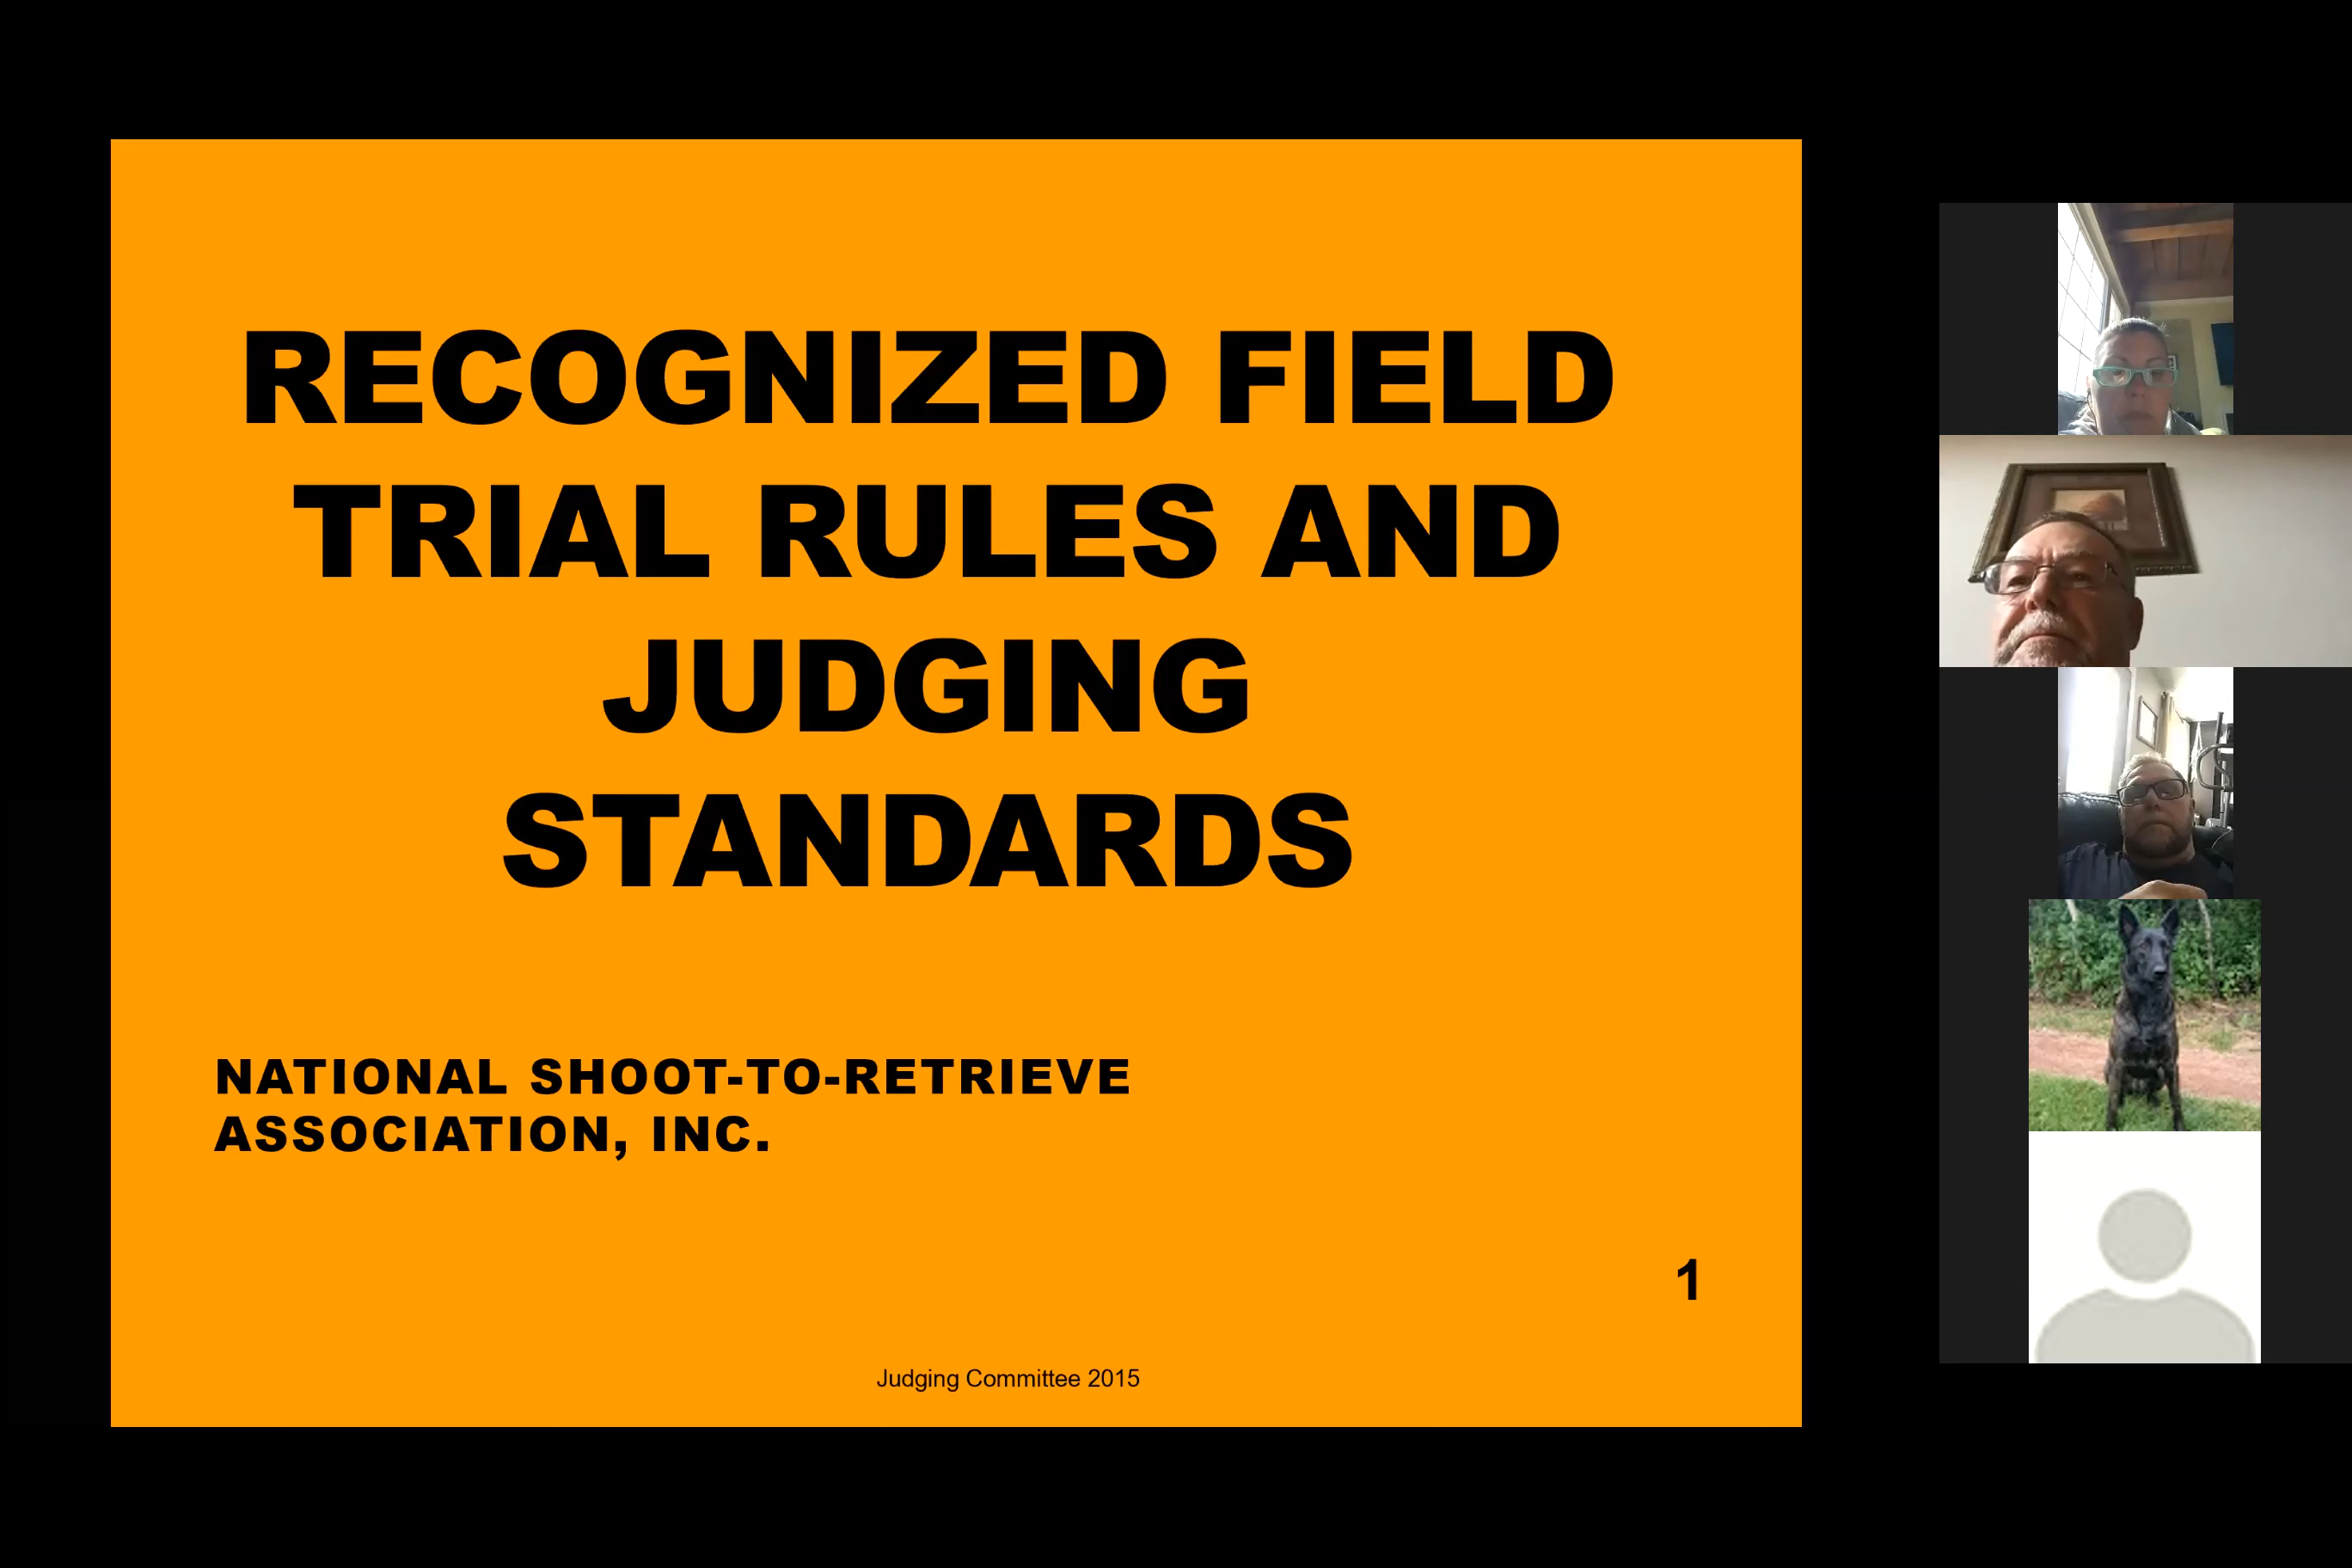 RECOGNIZED FIELD
TRIAL RULES AND
JUDGING
STANDARDS
NATIONAL SHOOT-TO-RETRIEVE
ASSOCIATION, INC.
1
Judging Committee 2015